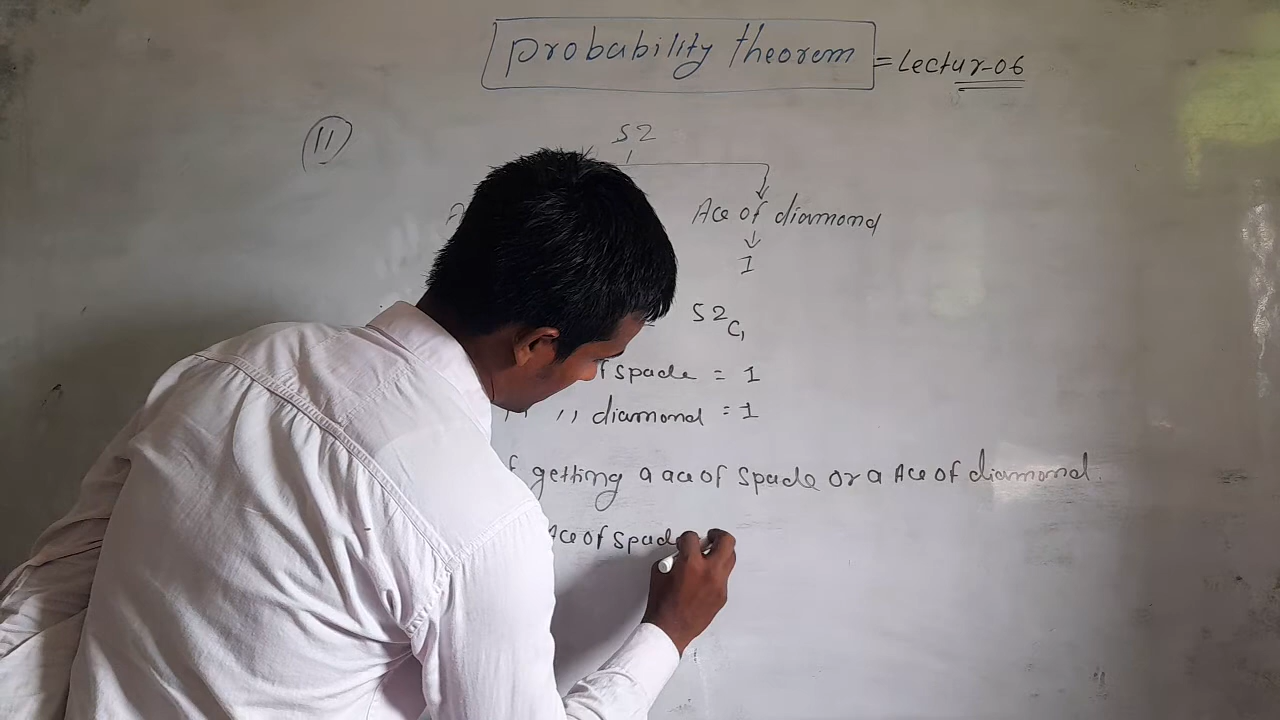 probability theorem = Lectur-06
11
52
Ace of diamond
1
52C1
f spade = 1
,, ,, diamond = 1
f getting a ace of spade or a Ace of diamond.
Ace of spade